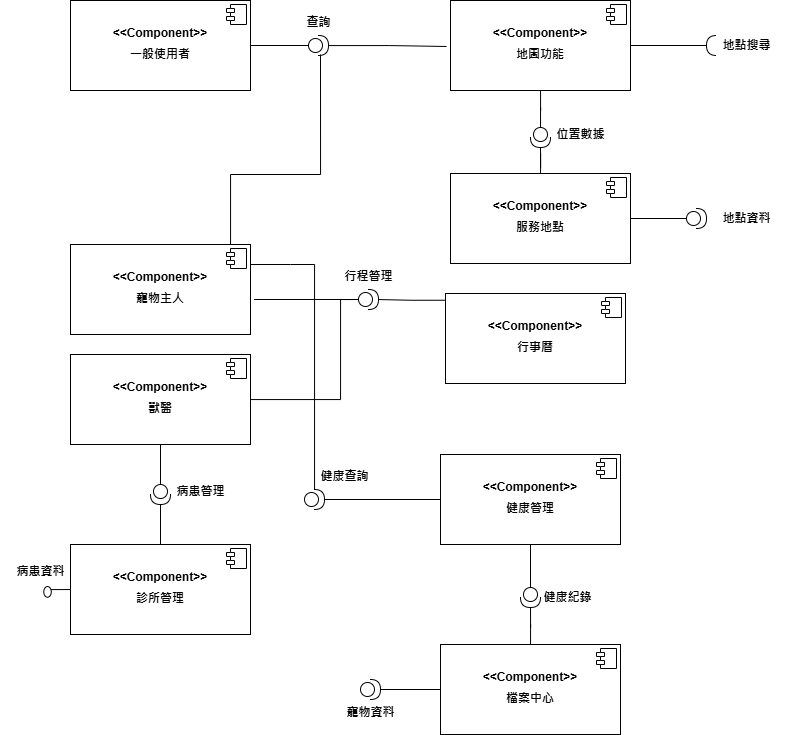 查詢
<<Component>>
一般使用者
<<Component>>
地圖功能
地點搜尋
位置數據
<<Component>>
服務地點
地點資料
<<Component>>
寵物主人
行程管理
<<Component>>
行事曆
<<Component>>
獸醫
健康查詢
病患管理
<<Component>>
健康管理
病患資料
<<Component>>
診所管理
健康紀錄
<<Component>>
檔案中心
寵物資料